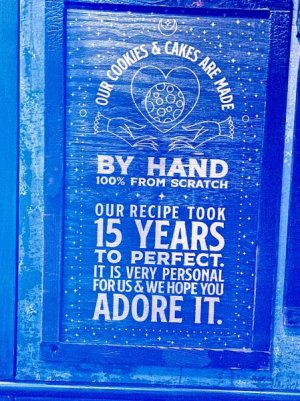 OUR COOKIES & CAKES ARE MADE
BY HAND
100% FROM SCRATCH
OUR RECIPE TOOK
15 YEARS
TO PERFECT.
IT IS VERY PERSONAL
FOR US & WE HOPE YOU
ADORE IT.